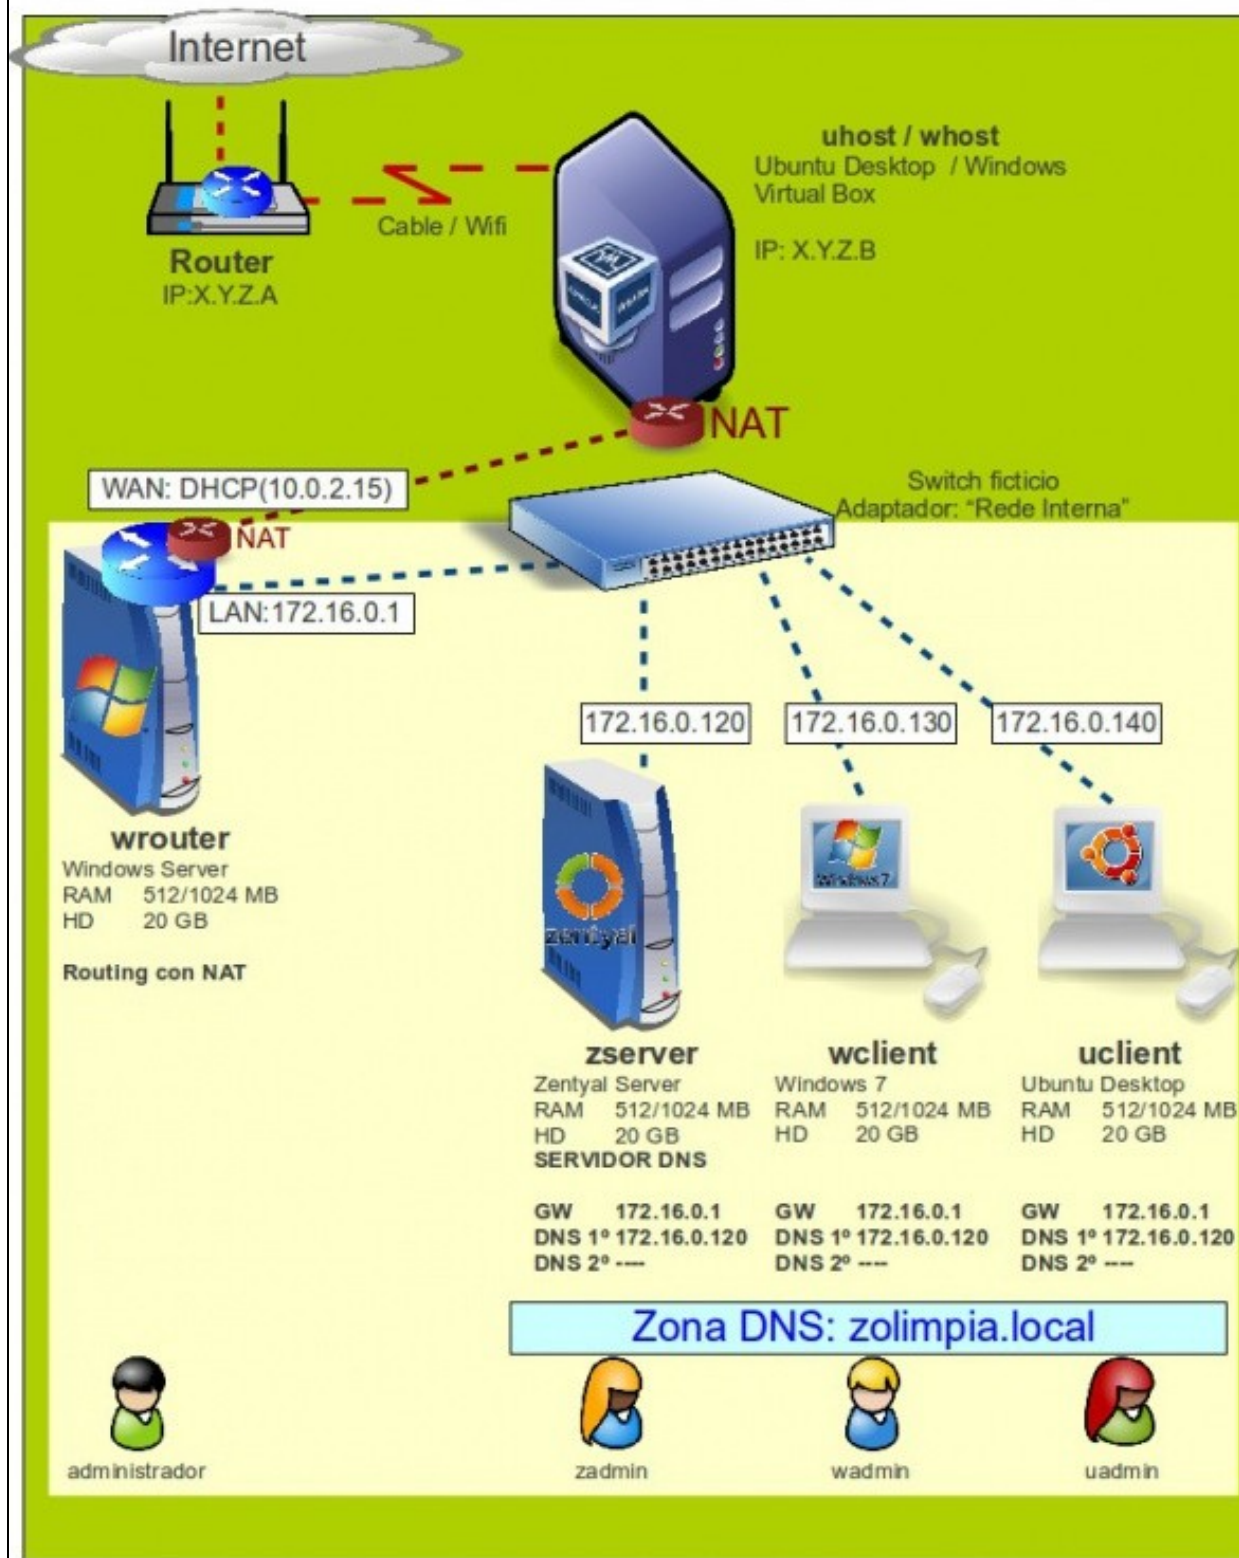 Internet
uhost / whost
Ubuntu Desktop / Windows
Virtual Box
IP: X.Y.Z.B
Cable / Wifi
Router
IP:X.Y.Z.A
NAT
WAN: DHCP(10.0.2.15)
Switch ficticio
Adaptador: “Rede Interna”
NAT
LAN:172.16.0.1
172.16.0.120
172.16.0.130
172.16.0.140
wrouter
Windows Server
RAM 512/1024 MB
HD 20 GB
Routing con NAT
zentyal
Windows 7
zserver
Zentyal Server
RAM 512/1024 MB
HD 20 GB
SERVIDOR DNS
GW 172.16.0.1
DNS 1º 172.16.0.120
DNS 2º ----
wclient
Windows 7
RAM 512/1024 MB
HD 20 GB
GW 172.16.0.1
DNS 1º 172.16.0.120
DNS 2º ----
uclient
Ubuntu Desktop
RAM 512/1024 MB
HD 20 GB
GW 172.16.0.1
DNS 1º 172.16.0.120
DNS 2º ----
Zona DNS: zolimpia.local
administrador
zadmin
wadmin
uadmin